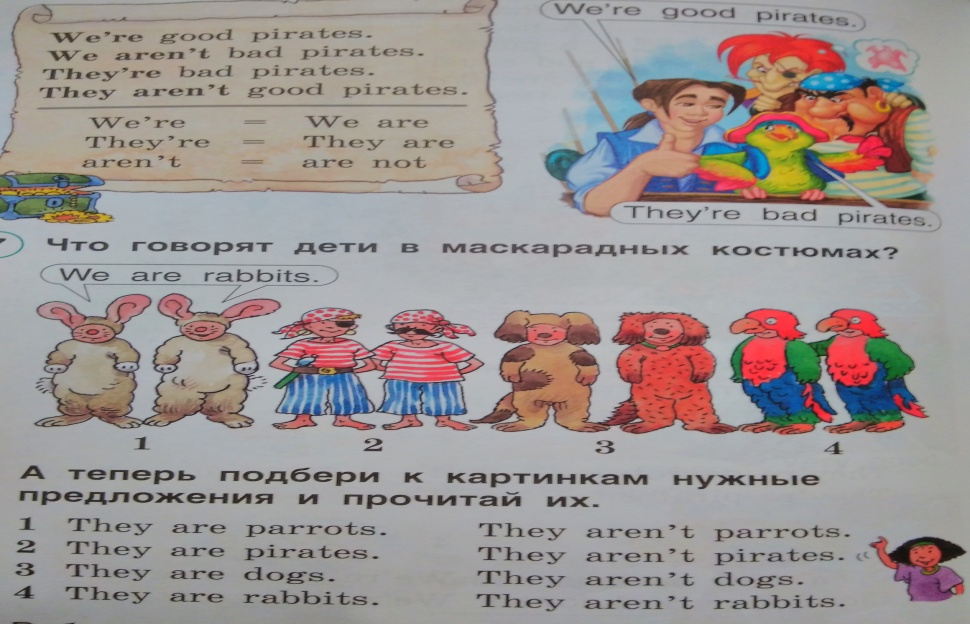 We're good pirates.
We aren't bad pirates.
They're bad pirates.
They aren't good pirates.
We're = We are
They're = They are
aren't = are not
We're good pirates.
They're bad pirates.
Что говорят дети в маскарадных костюмах?
We are rabbits.
1 2 3 4
А теперь подбери к картинкам нужные
предложения и прочитай их.
1 They are parrots. They aren't parrots.
2 They are pirates. They aren't pirates.
3 They are dogs. They aren't dogs.
4 They are rabbits. They aren't rabbits.